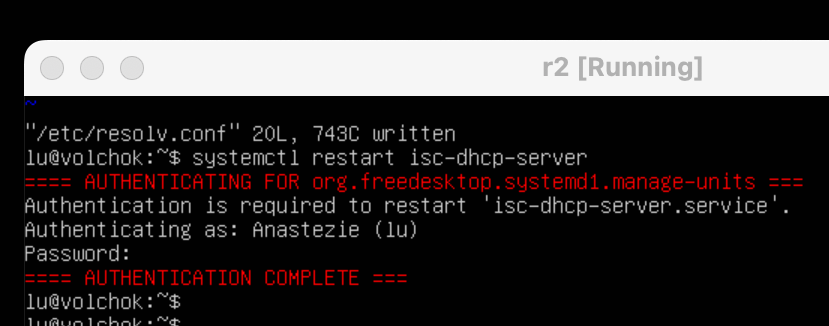 r2 [Running]
~
"/etc/resolv.conf" 20L, 743C written
lu@volchok:~$ systemctl restart isc-dhcp-server
==== AUTHENTICATING FOR org.freedesktop.systemd1.manage-units ===
Authentication is required to restart 'isc-dhcp-server.service'.
Authenticating as: Anastezie (lu)
Password:
==== AUTHENTICATION COMPLETE ===
lu@volchok:~$
lu@volchok:~$